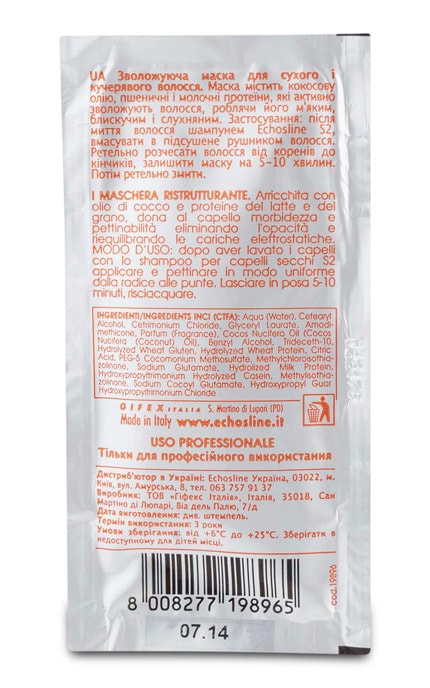 UA Зволожуюча маска для сухого і
кучерявого волосся. Маска містить кокосову
олію, пшеничні і молочні протеїни, які активно
зволожують волосся, роблячи його м'яким,
блискучим і слухняним. Застосування: після
миття волосся шампунем Echosline S2,
вмасувати в підсушене рушником волосся.
Ретельно розчесати волосся від коренів до
кінчиків, залишити маску на 5-10 хвилин.
Потім ретельно змити.
I MASCHERA RISTRUTTURANTE. Arricchita con
olio di cocco e proteine del latte e del
grano, dona al capello morbidezza e
pettinabilità eliminando l'opacità e
riequilibrando le cariche elettrostatiche.
MODO D'USO: dopo aver lavato i capelli
con lo shampoo per capelli secchi S2
applicare e pettinare in modo uniforme
dalla radice alle punte. Lasciare in posa 5-10
minuti, risciacquare.
INGREDIENTI/INGREDIENTS INCI (CTFA): Aqua (Water), Cetearyl
Alcohol, Cetrimonium Chloride, Glyceryl Laurate, Amodi-
methicone, Parfum (Fragrance), Cocos Nucifera Oil (Cocos
Nucifera (Coconut) Oil), Benzyl Alcohol, Trideceth-10,
Hydrolyzed Wheat Gluten, Hydrolyzed Wheat Protein, Citric
Acid, PEG-5 Cocomonium Methosulfate, Methylchloroisothia-
zolinone, Sodium Glutamate, Hydrolized Milk Protein,
Hydroxypropyltrimonium Hydrolyzed Casein, Methylisothia-
zolinone, Sodium Cocoyl Glutamate, Hydroxypropyl Guar
Hydroxypropyltrimonium Chloride
GIFEX ITALIA S. Martino di Lupari (PD)
Made in Italy www.echosline.it
USO PROFESSIONALE
Тільки для професійного використання
Дистриб'ютор в Україні: Echosline Україна, 03022, м.
Київ, вул. Амурська, 8, тел. 063 757 91 37
Виробник: ТОВ «Гіфекс Італія», Італія, 35018, Сан
Мартіно ді Люпарі, Віа дель Палю, 7/д
Дата виготовлення: див. штемпель.
Термін використання: 3 роки
Умови зберігання: від +6°C до +25°C. Зберігати в
недоступному для дітей місці.
cod.19896
8 008277 198965
07.14